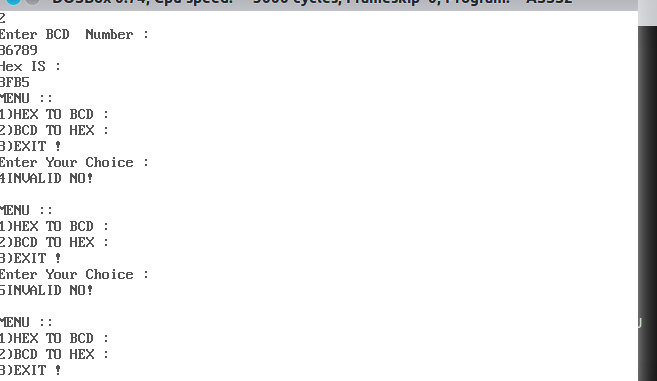 DOSBox 0.74, Cpu speed: 3000 cycles, Frameskip 0, Program:
2
Enter BCD  Number :
36789
Hex IS :
8FB5
MENU ::
1)HEX TO BCD :
2)BCD TO HEX :
3)EXIT !
Enter Your Choice :
4INVALID NO!
MENU ::
1)HEX TO BCD :
2)BCD TO HEX :
3)EXIT !
Enter Your Choice :
5INVALID NO!
MENU ::
1)HEX TO BCD :
2)BCD TO HEX :
3)EXIT !